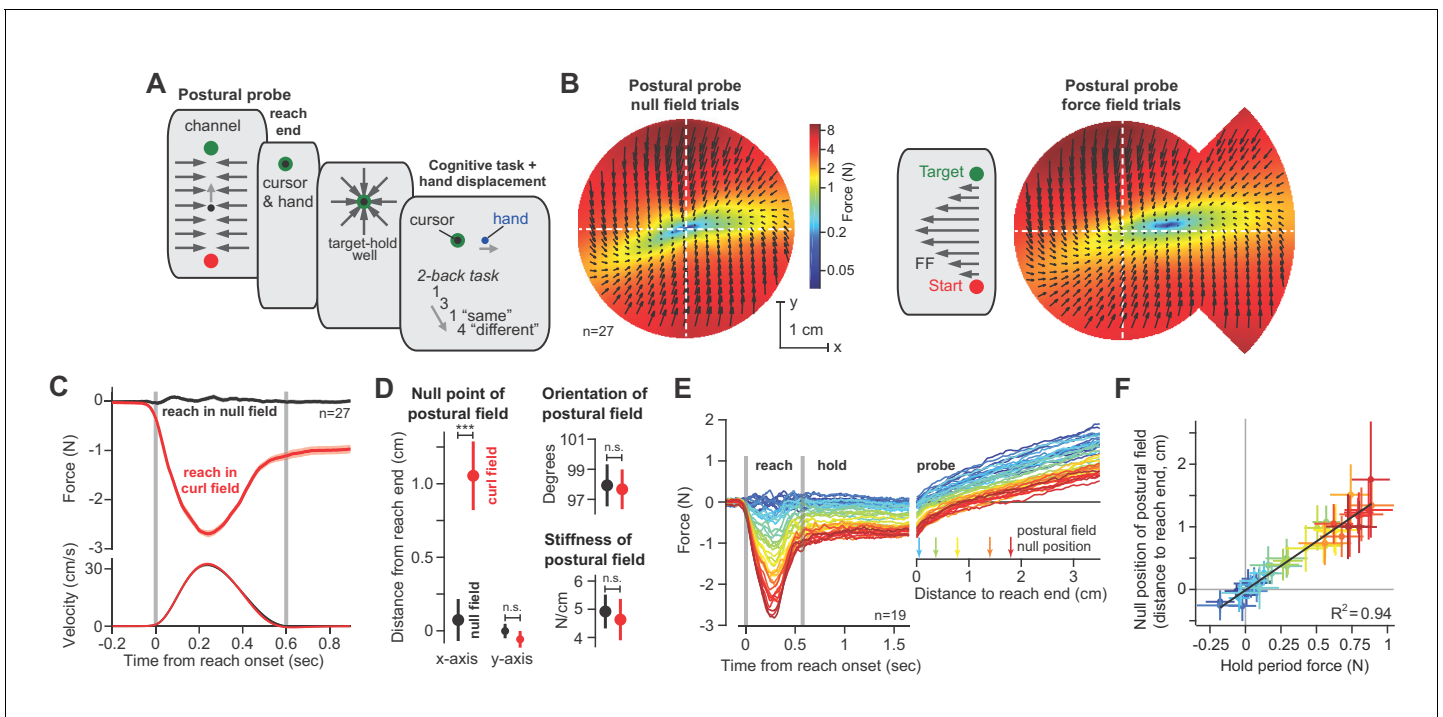 A
Postural probe
channel
reach
end
cursor
& hand
target-hold
well
Cognitive task +
hand displacement
cursor
hand
2-back task
1
3
1 “same”
4 “different”
B
Postural probe
null field trials
n=27
8
4
2
1
0.2
0.05
Force (N)
y
1 cm
x
Postural probe
force field trials
Target
FF
Start
C
0
-1
-2
-3
Force (N)
reach in null field
n=27
reach in
curl field
30
0
Velocity (cm/s)
-0.2 0 0.2 0.4 0.6 0.8
Time from reach onset (sec)
D
Null point of
postural field
***
1.0
0.5
0
Distance from reach end (cm)
curl field
null field
n.s.
x-axis y-axis
Orientation of
postural field
101
99
97
Degrees
n.s.
Stiffness of
postural field
6
4
N/cm
n.s.
E
2
1
0
-1
-2
-3
Force (N)
reach hold
probe
n=19
0 0.5 1 1.5
Time from reach onset (sec)
postural field
null position
0 1 2 3
Distance to reach end (cm)
F
Null position of postural field
(distance to reach end, cm)
2
1
0
R²=0.94
-0.25 0 0.25 0.50 0.75 1
Hold period force (N)